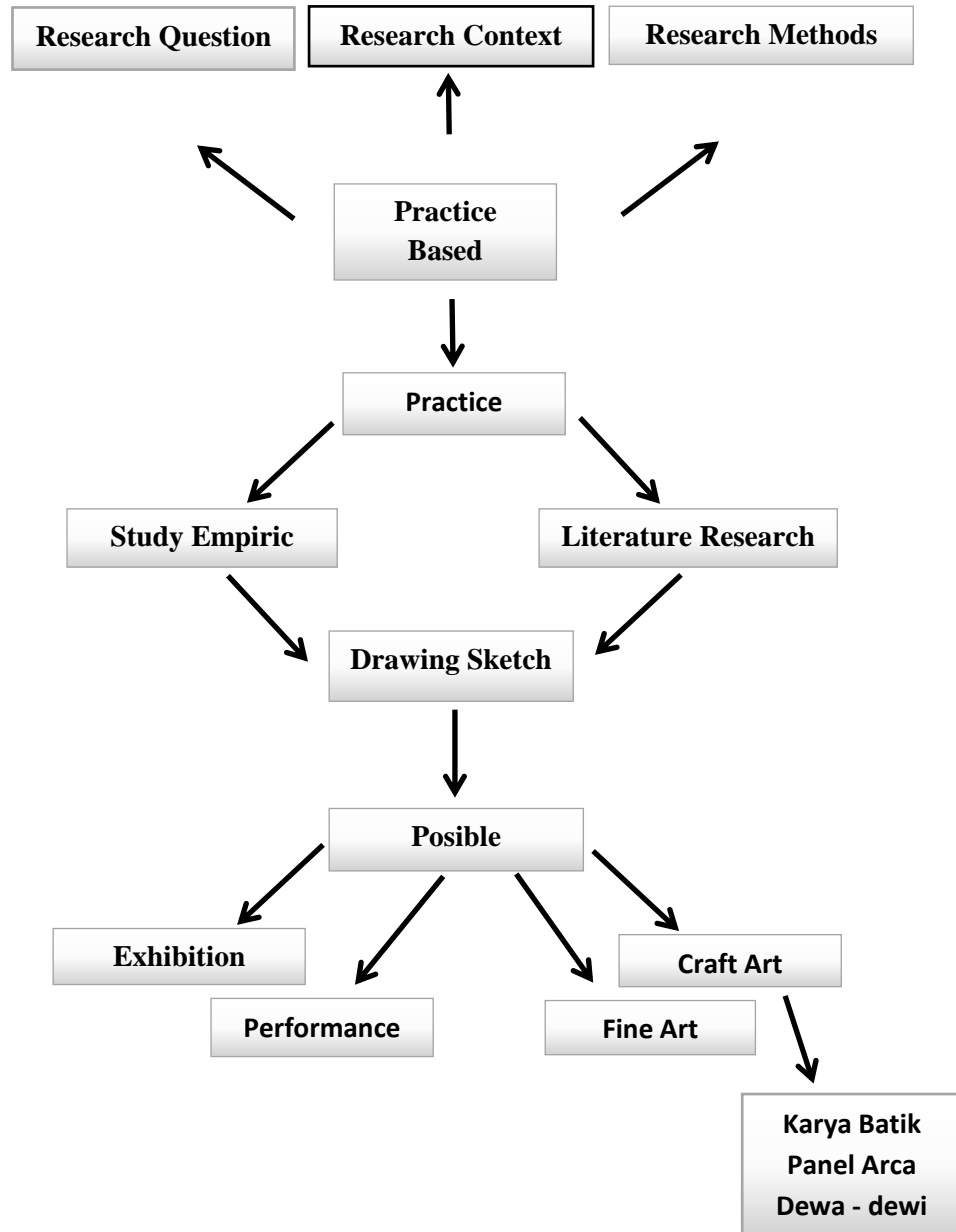 Research Question
Research Context
Research Methods
Practice
Based
Practice
Study Empiric
Literature Research
Drawing Sketch
Posible
Exhibition
Craft Art
Performance
Fine Art
Karya Batik
Panel Arca
Dewa - dewi